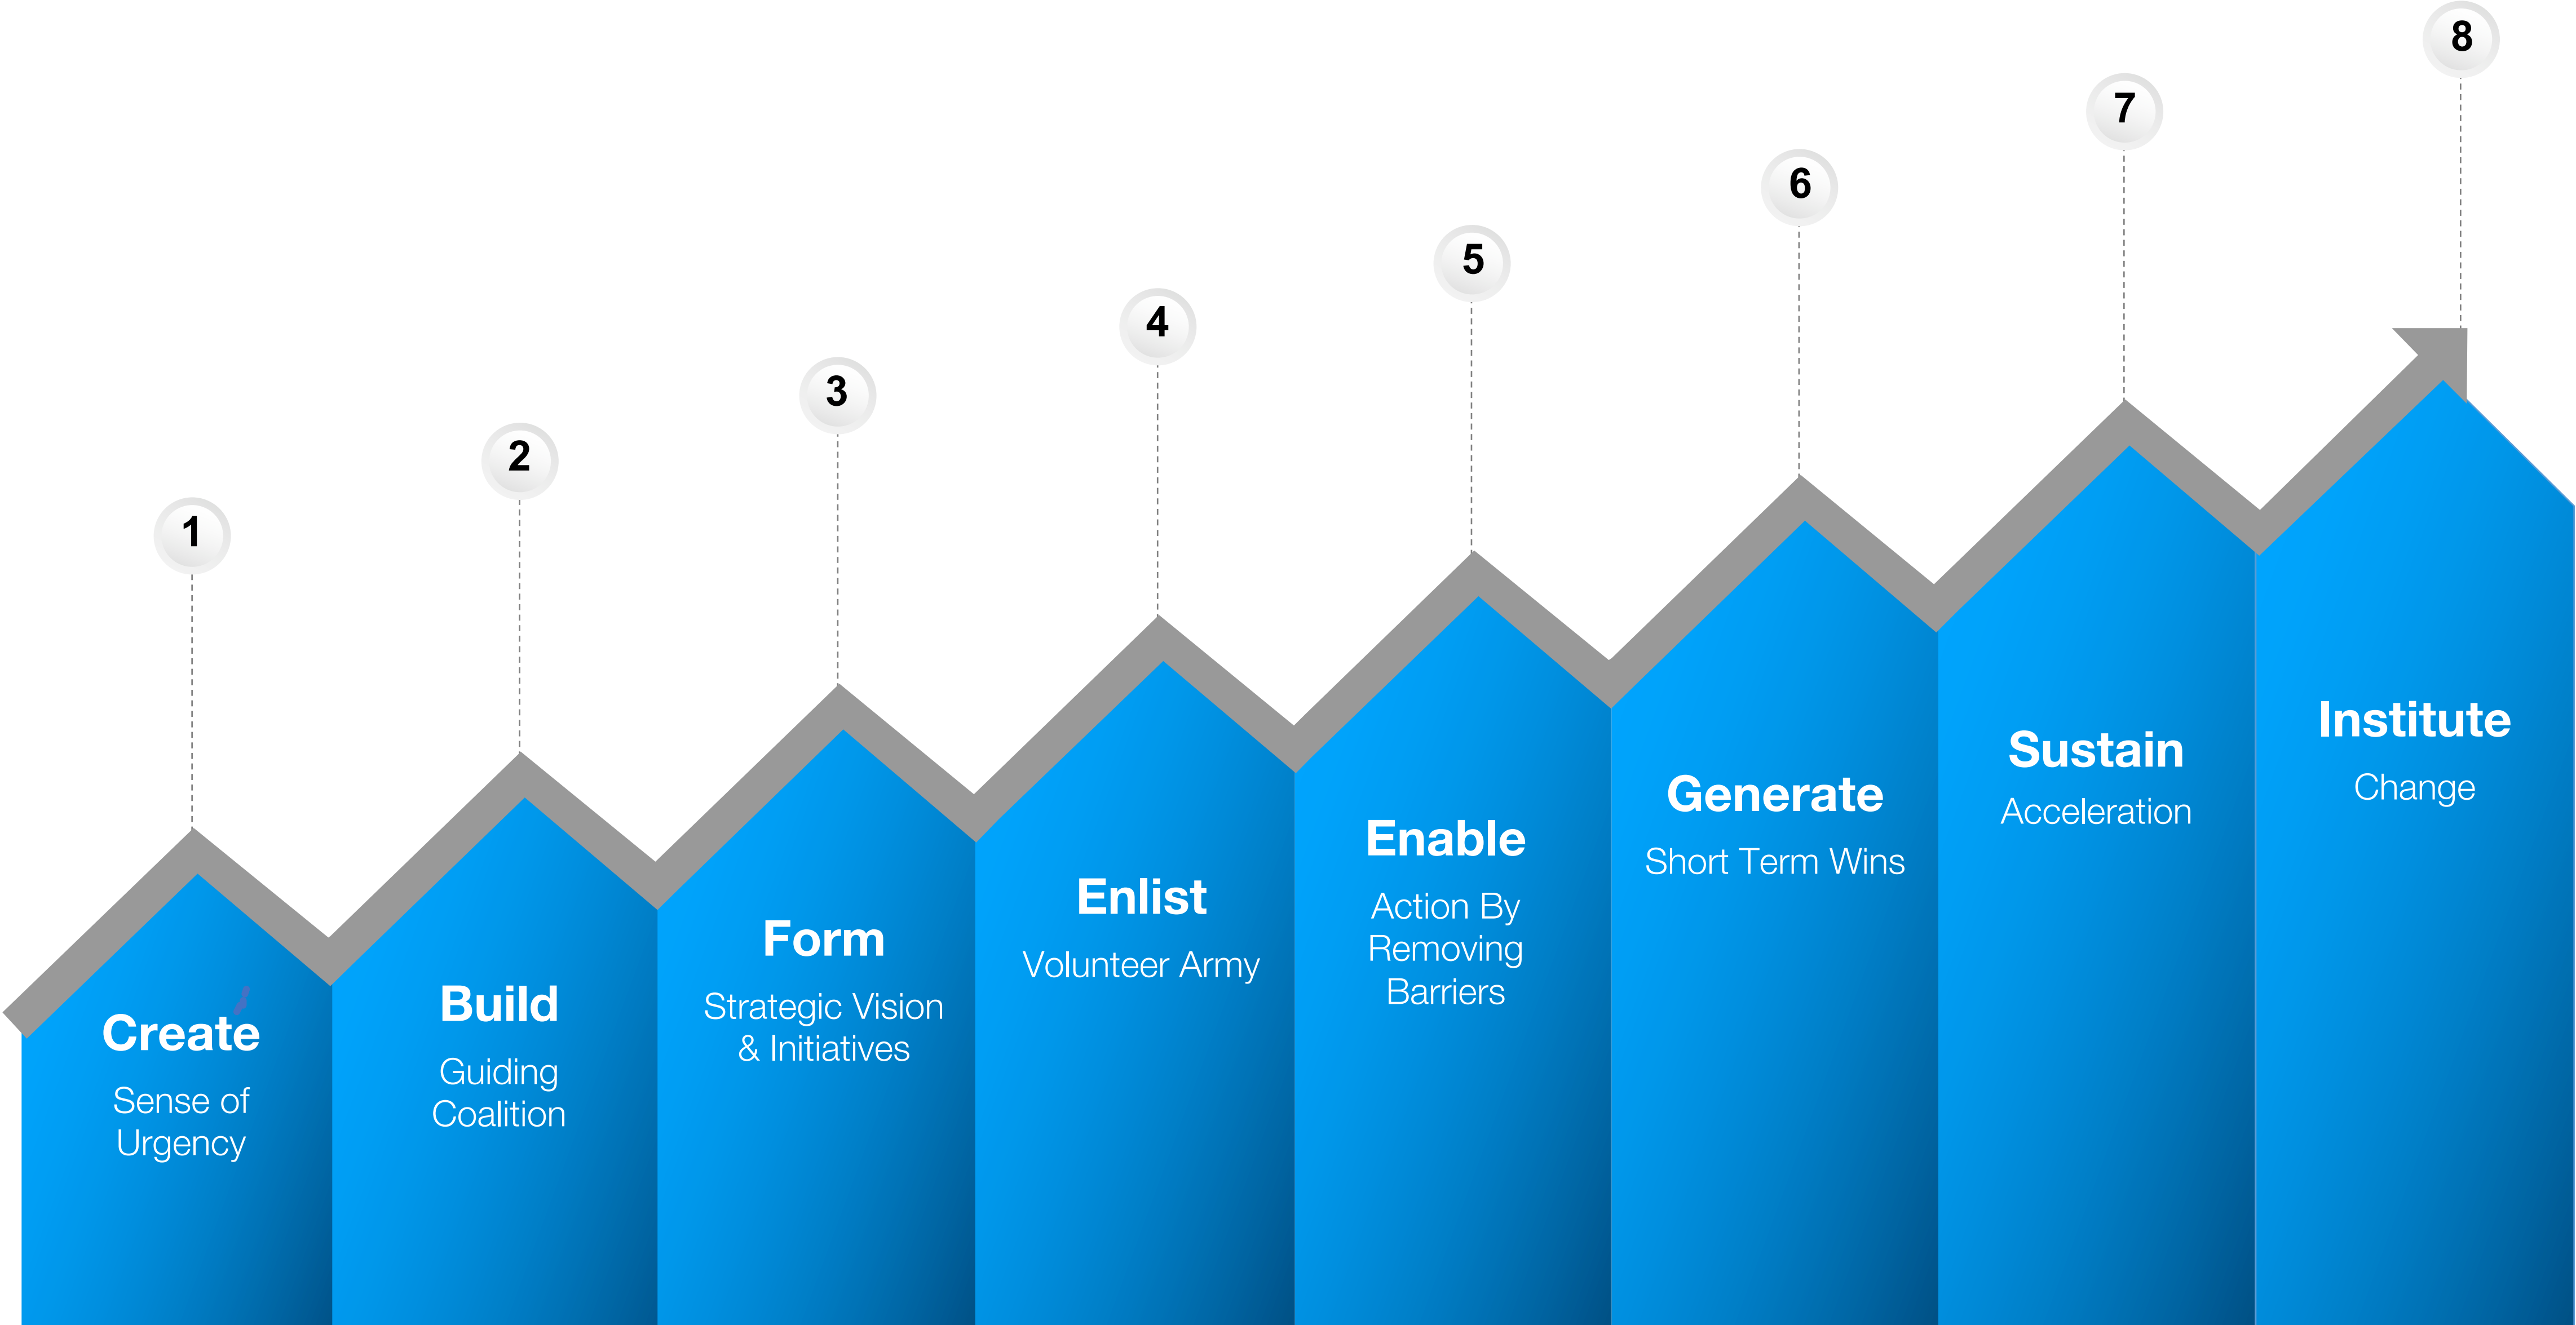 1
Create
Sense of
Urgency
2
Build
Guiding
Coalition
3
Form
Strategic Vision
& Initiatives
4
Enlist
Volunteer Army
5
Enable
Action By
Removing
Barriers
6
Generate
Short Term Wins
7
Sustain
Acceleration
8
Institute
Change